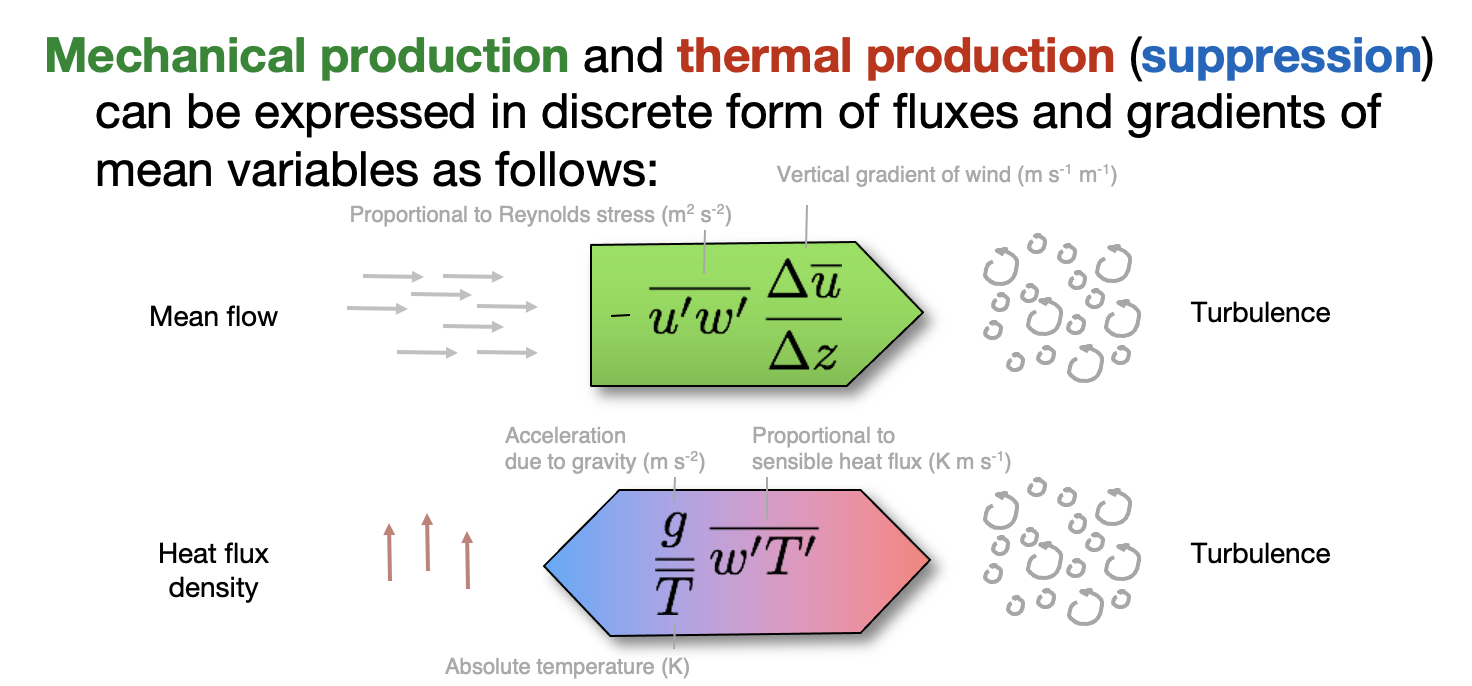 Mechanical production and thermal production (suppression)
can be expressed in discrete form of fluxes and gradients of
mean variables as follows:
Vertical gradient of wind (m s⁻¹ m⁻¹)
Proportional to Reynolds stress (m² s⁻²)
Mean flow
$- \overline{u'w'} \frac{\Delta \overline{u}}{\Delta z}$
Turbulence
Acceleration
due to gravity (m s⁻²)
Proportional to
sensible heat flux (K m s⁻¹)
Heat flux
density
$\frac{g}{\overline{T}} \overline{w'T'}$
Turbulence
Absolute temperature (K)